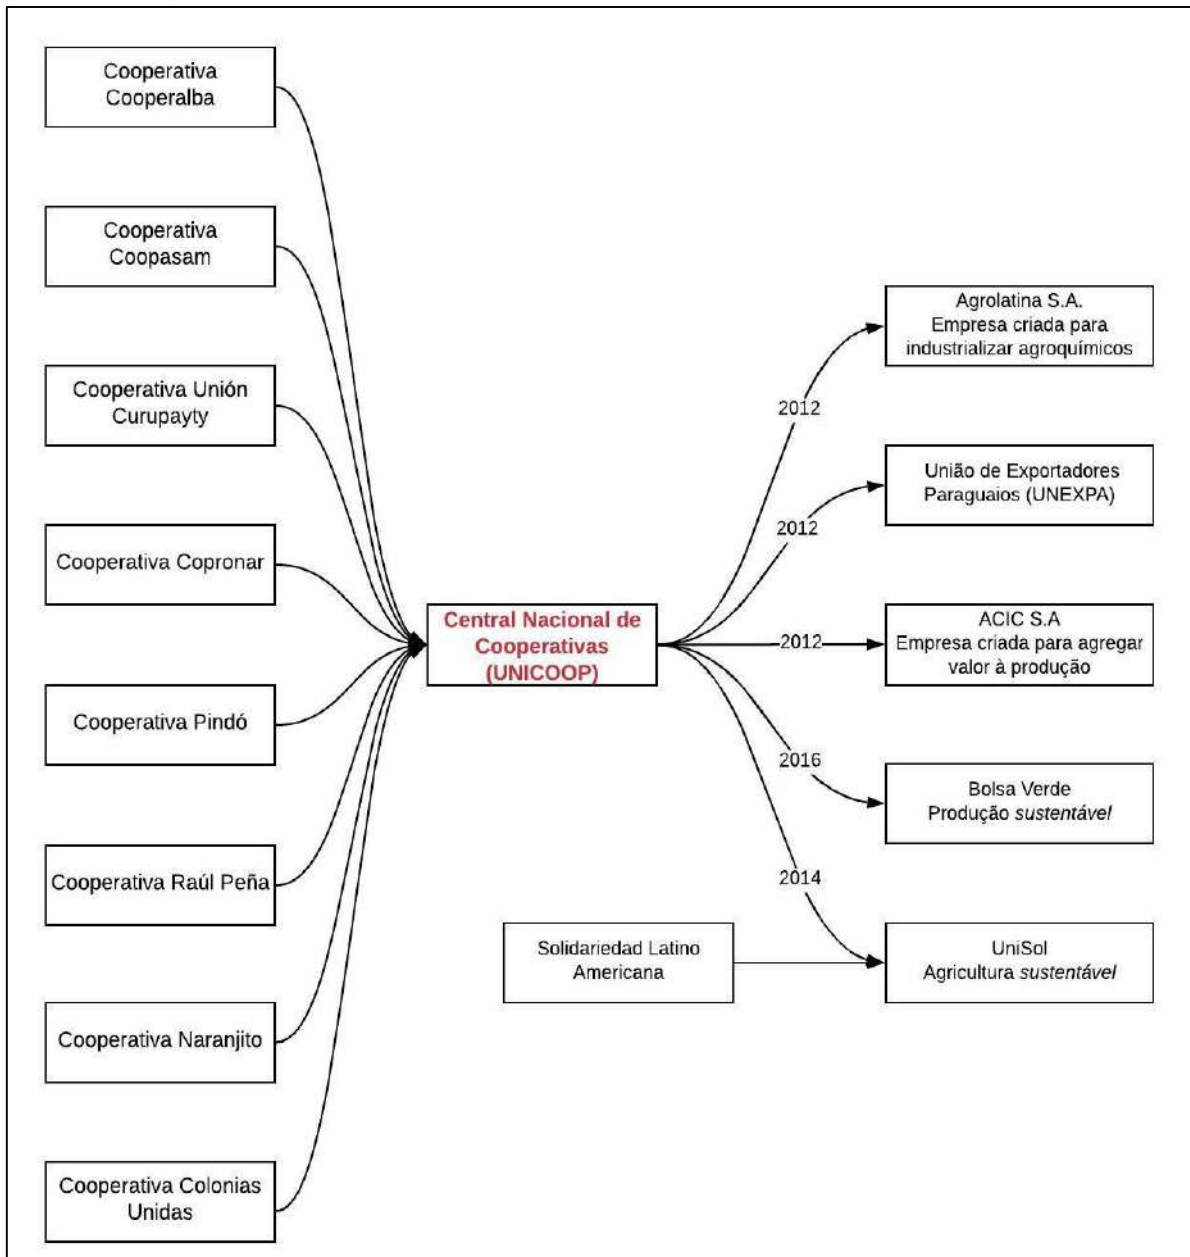 Cooperativa
Cooperalba
Cooperativa
Coopasam
Cooperativa Unión
Curupayty
Cooperativa Copronar
Cooperativa Pindó
Cooperativa Raúl Peña
Cooperativa Naranjito
Cooperativa Colonias
Unidas
Central Nacional de
Cooperativas
(UNICOOP)
2012
2012
2012
2016
2014
Agrolatina S.A.
Empresa criada para
industrializar agroquímicos
União de Exportadores
Paraguaios (UNEXPA)
ACIC S.A
Empresa criada para agregar
valor à produção
Bolsa Verde
Produção sustentável
Solidariedad Latino
Americana
UniSol
Agricultura sustentável